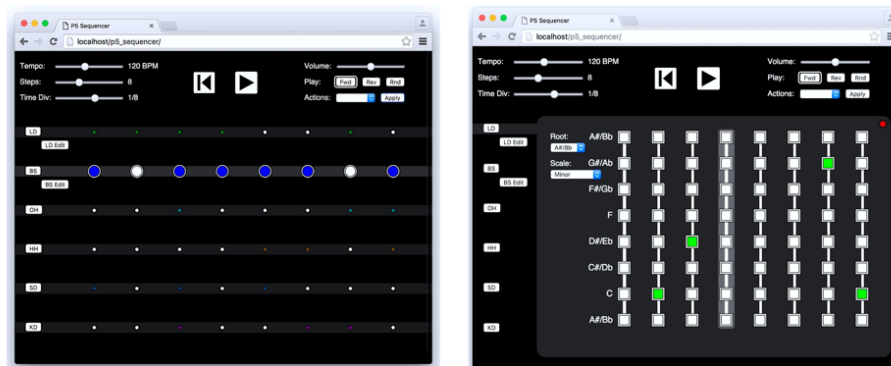 P5 Sequencer
localhost/p5_sequencer/
Tempo: 120 BPM Volume:
Steps: 8 Play: Fwd Rev Rnd
Time Div: 1/8 Actions: Apply
LD
LD Edit
BS
BS Edit
OH
HH
SD
KD
P5 Sequencer
localhost/p5_sequencer/
Tempo: 120 BPM Volume:
Steps: 8 Play: Fwd Rev Rnd
Time Div: 1/8 Actions: Apply
LD
LD Edit
BS
BS Edit
OH
HH
SD
KD
Root: A#/Bb
A#/Bb
Scale: G#/Ab
Minor
F#/Gb
F
D#/Eb
C#/Db
C
A#/Bb